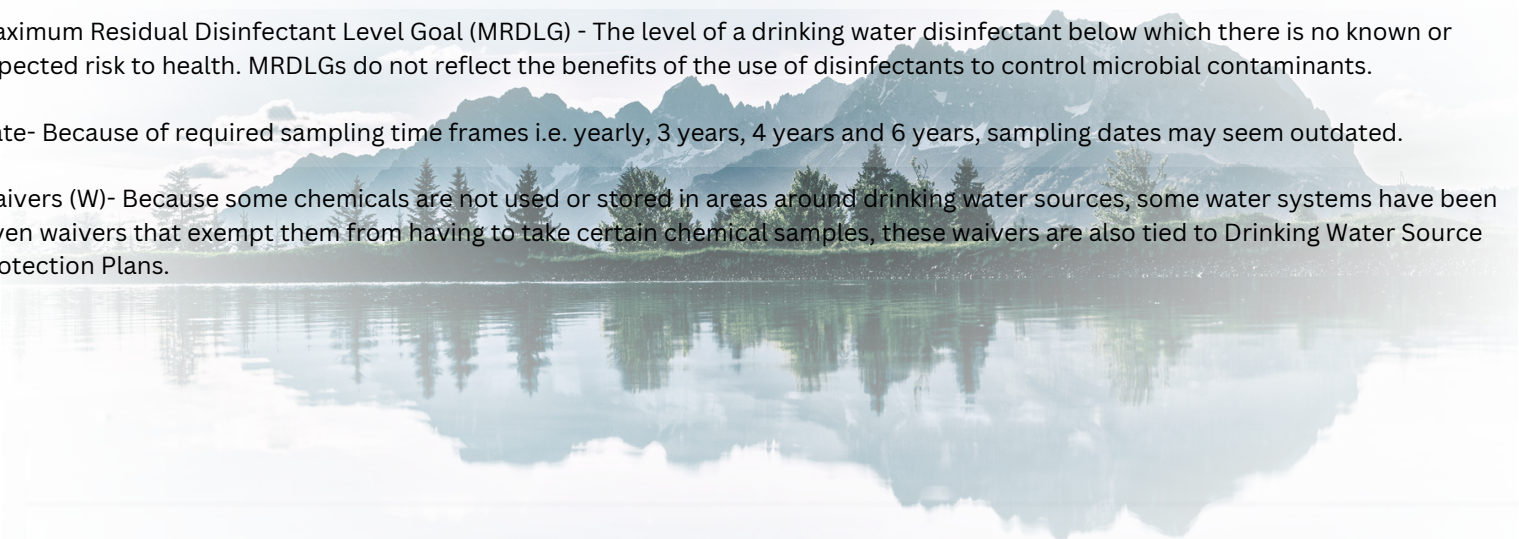 aximum Residual Disinfectant Level Goal (MRDLG) - The level of a drinking water disinfectant below which there is no known or
pected risk to health. MRDLGs do not reflect the benefits of the use of disinfectants to control microbial contaminants.
ate- Because of required sampling time frames i.e. yearly, 3 years, 4 years and 6 years, sampling dates may seem outdated.
aivers (W)- Because some chemicals are not used or stored in areas around drinking water sources, some water systems have been
ven waivers that exempt them from having to take certain chemical samples, these waivers are also tied to Drinking Water Source
otection Plans.